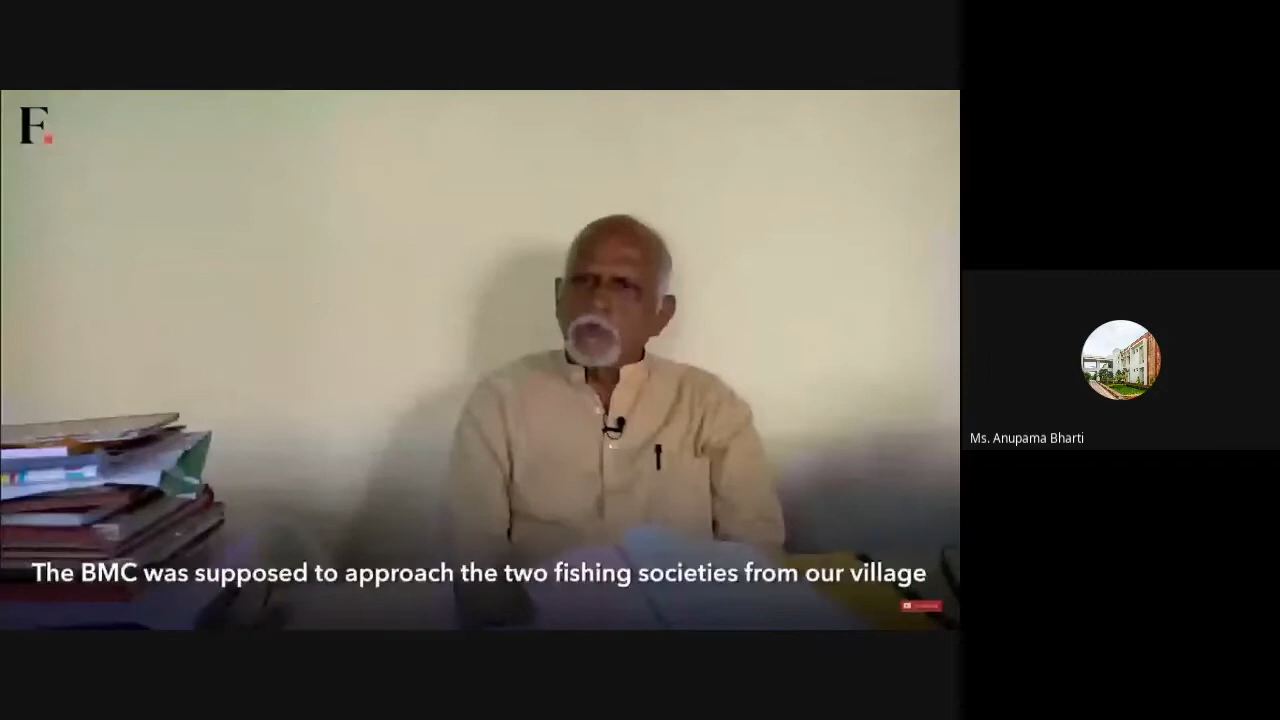 F.
The BMC was supposed to approach the two fishing societies from our village
Ms. Anupama Bharti